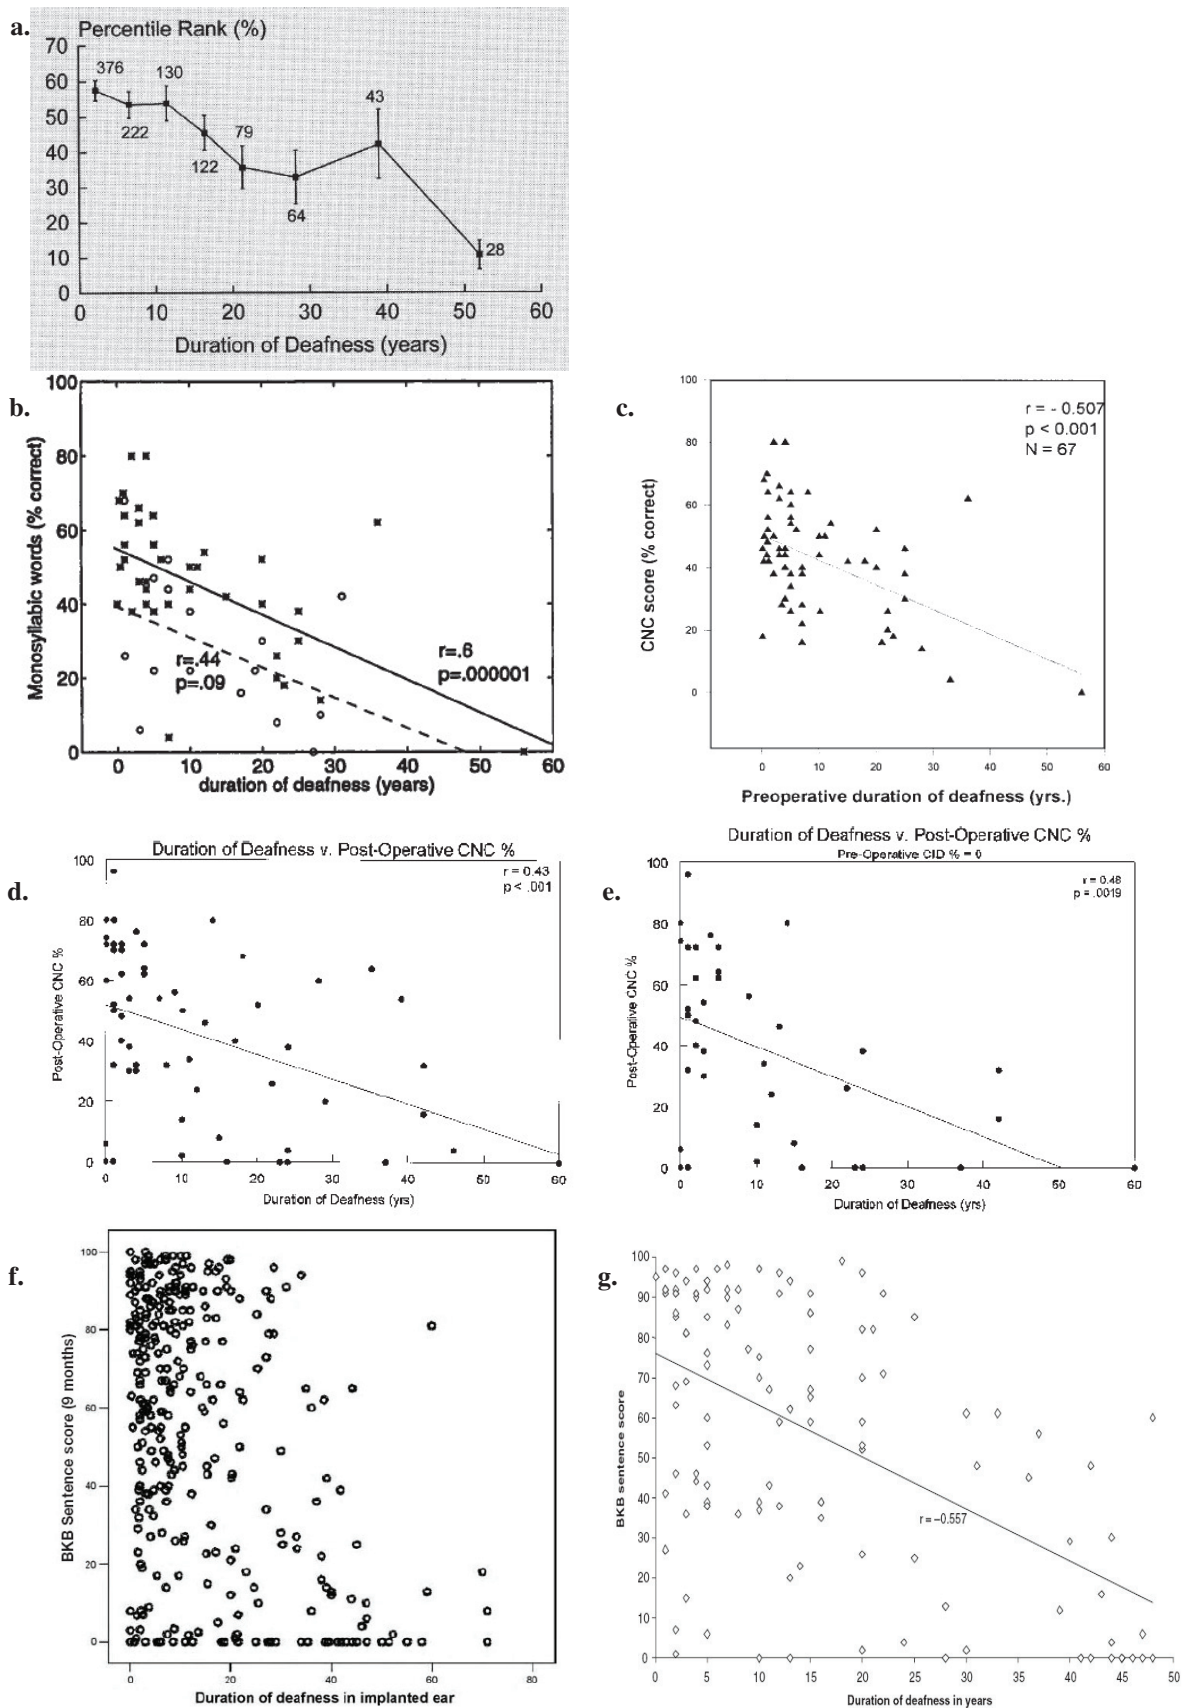 a.
Percentile Rank (%)
70
60
50
40
30
20
10
0
376
222
130
122
79
64
43
28
0 10 20 30 40 50 60
Duration of Deafness (years)
b.
Monosyllabic words (% correct)
100
80
60
40
20
0
r=.44
p=.09
r=.6
p=.000001
0 10 20 30 40 50 60
duration of deafness (years)
c.
CNC score (% correct)
100
80
60
40
20
0
r = - 0.507
p < 0.001
N = 67
0 10 20 30 40 50 60
Preoperative duration of deafness (yrs.)
d.
Duration of Deafness v. Post-Operative CNC %
r = 0.43
p < .001
Post-Operative CNC %
100
80
60
40
20
0
0 10 20 30 40 50 60
Duration of Deafness (yrs)
e.
Duration of Deafness v. Post-Operative CNC %
Pre-Operative CID % = 0
r = 0.48
p = .0019
Post-Operative CNC %
100
80
60
40
20
0
0 10 20 30 40 50 60
Duration of Deafness (yrs)
f.
BKB Sentence score (9 months)
100
80
60
40
20
0
0 20 40 60 80
Duration of deafness in implanted ear
g.
BKB sentence score
100
90
80
70
60
50
40
30
20
10
0
r = –0.557
0 5 10 15 20 25 30 35 40 45 50
Duration of deafness in years